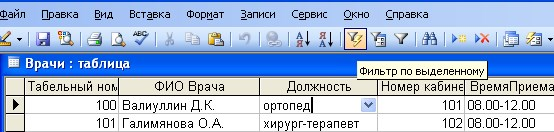 Файл Правка Вид Вставка Формат Записи Сервис Окно Справка
Врачи : таблица
Фильтр по выделенному
Табельный ном ФИО Врача Должность Номер кабине ВремяПриема
100 Валиуллин Д.К. ортопед 101 08.00-12.00
101 Галимянова О.А. хирург-терапевт 102 08.00-12.00